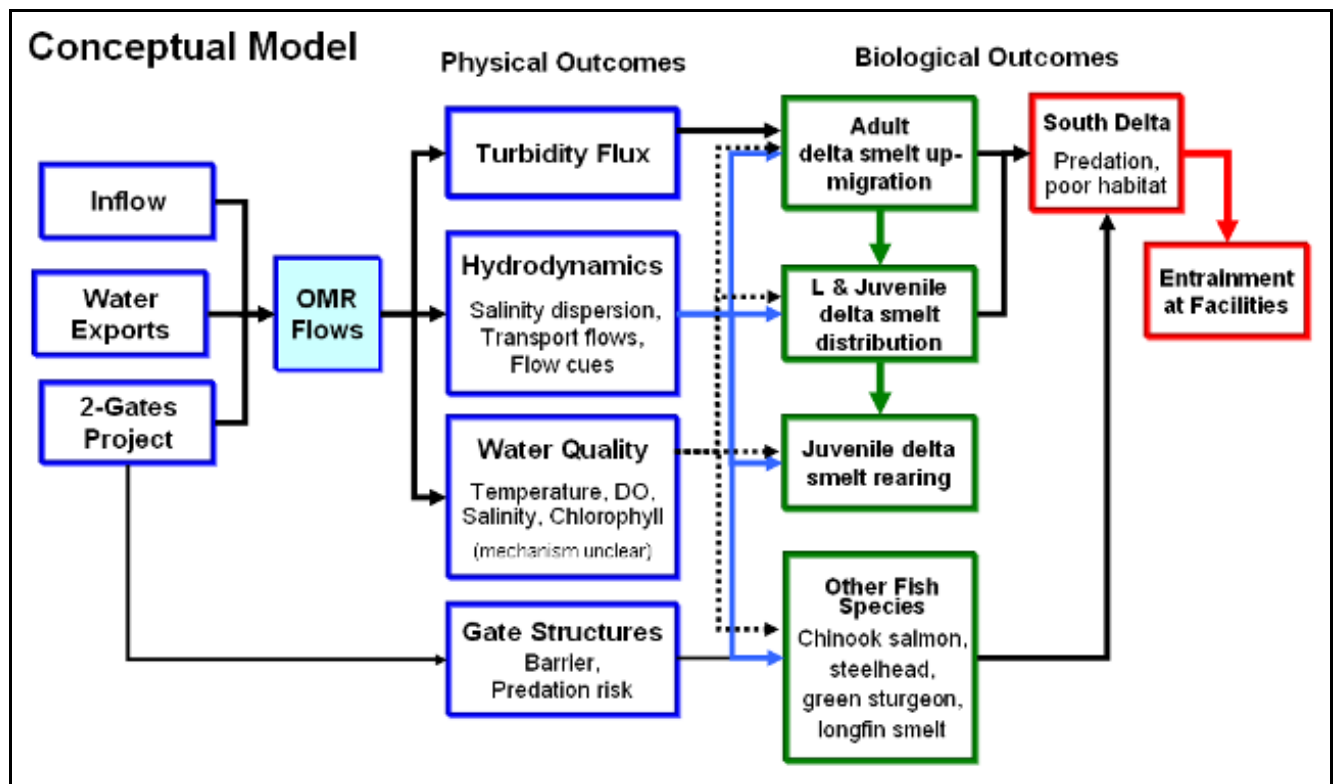 Conceptual Model
Physical Outcomes
Biological Outcomes
Inflow
Water
Exports
2-Gates
Project
OMR
Flows
Turbidity Flux
Hydrodynamics
Salinity dispersion,
Transport flows,
Flow cues
Water Quality
Temperature, DO,
Salinity, Chlorophyll
(mechanism unclear)
Gate Structures
Barrier,
Predation risk
Adult
delta smelt up-
migration
L & Juvenile
delta smelt
distribution
Juvenile delta
smelt rearing
Other Fish
Species
Chinook salmon,
steelhead,
green sturgeon,
longfin smelt
South Delta
Predation,
poor habitat
Entrainment
at Facilities